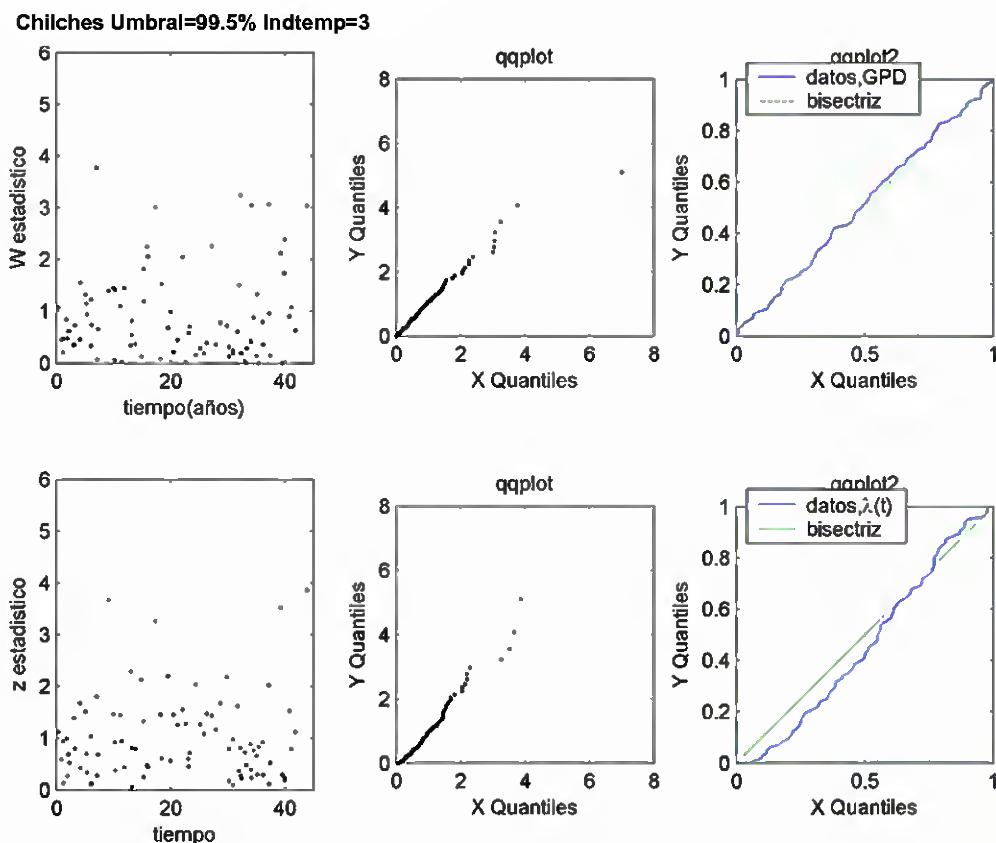 Chilches Umbral=99.5% Indtemp=3
6
5
4
3
2
1
0
W estadistico
0 20 40
tiempo(años)
qqplot
8
6
4
2
0
Y Quantiles
0 2 4 6 8
X Quantiles
qqplot2
datos,GPD
bisectriz
1
0.8
0.6
0.4
0.2
0
Y Quantiles
0 0.5 1
X Quantiles
6
5
4
3
2
1
0
z estadistico
0 20 40
tiempo
qqplot
8
6
4
2
0
Y Quantiles
0 2 4 6 8
X Quantiles
qqplot2
datos,λ(t)
bisectriz
1
0.8
0.6
0.4
0.2
0
Y Quantiles
0 0.5 1
X Quantiles